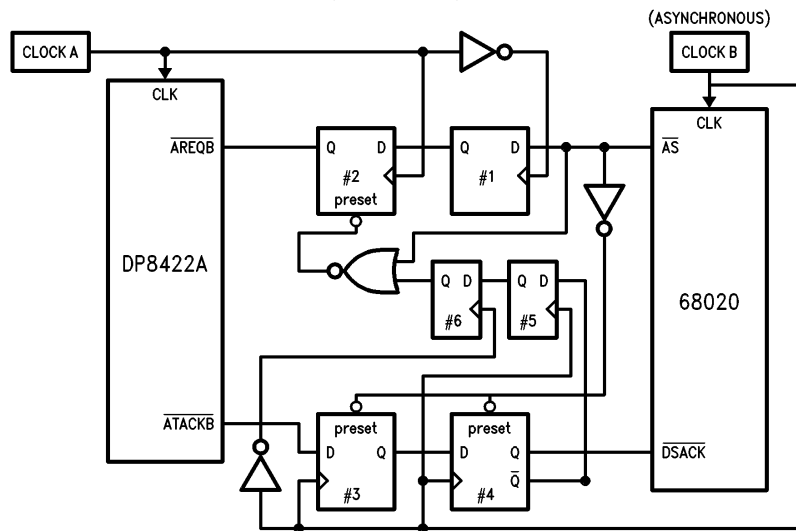 (ASYNCHRONOUS)
CLOCK A
CLOCK B
CLK
CLK
AREQB
Q D
#2
preset
Q D
#1
AS
DP8422A
68020
Q D
#6
Q D
#5
ATACKB
preset
D Q
#3
preset
D Q
Q
#4
DSACK